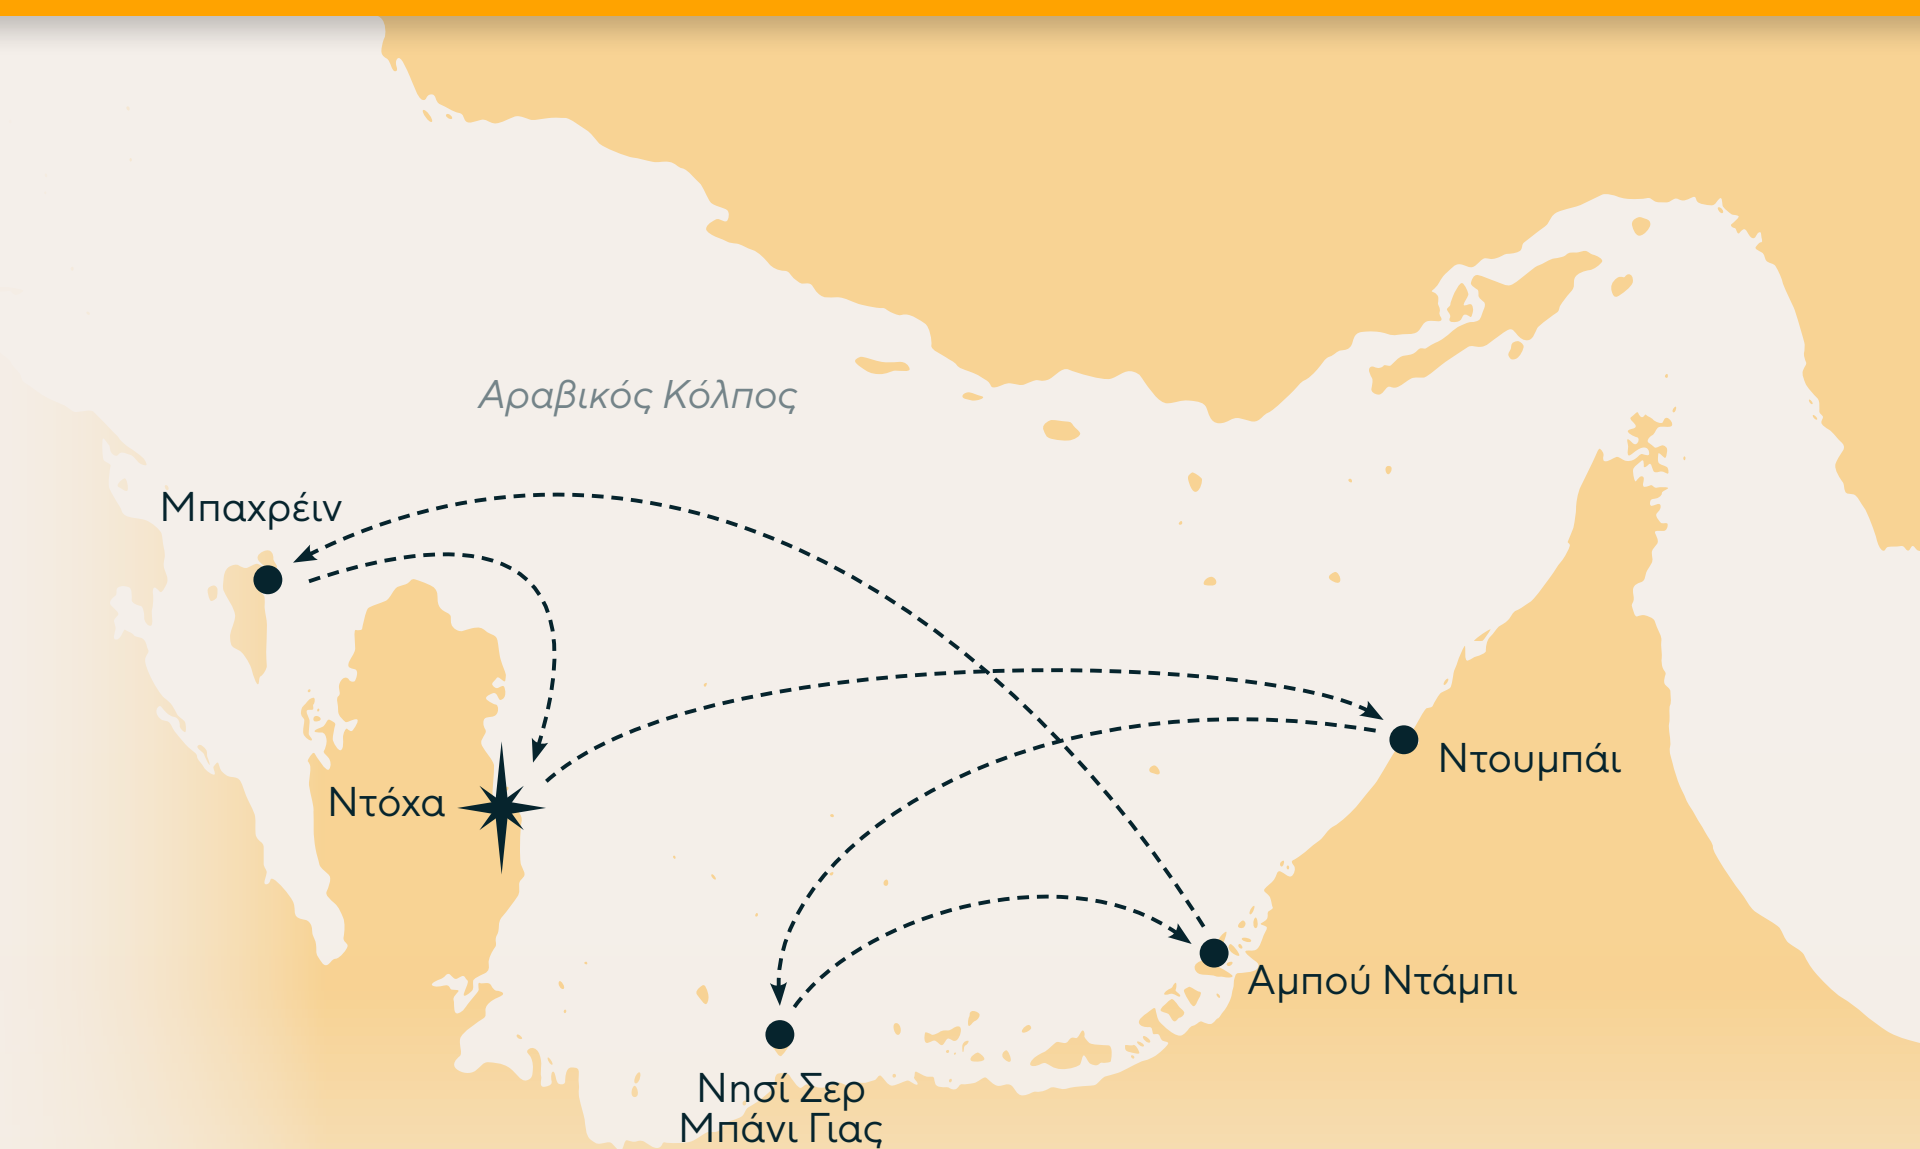 Αραβικός Κόλπος
Μπαχρέιν
Ντουμπάι
Ντόχα
Αμπού Ντάμπι
Νησί Σερ
Μπάνι Γιας